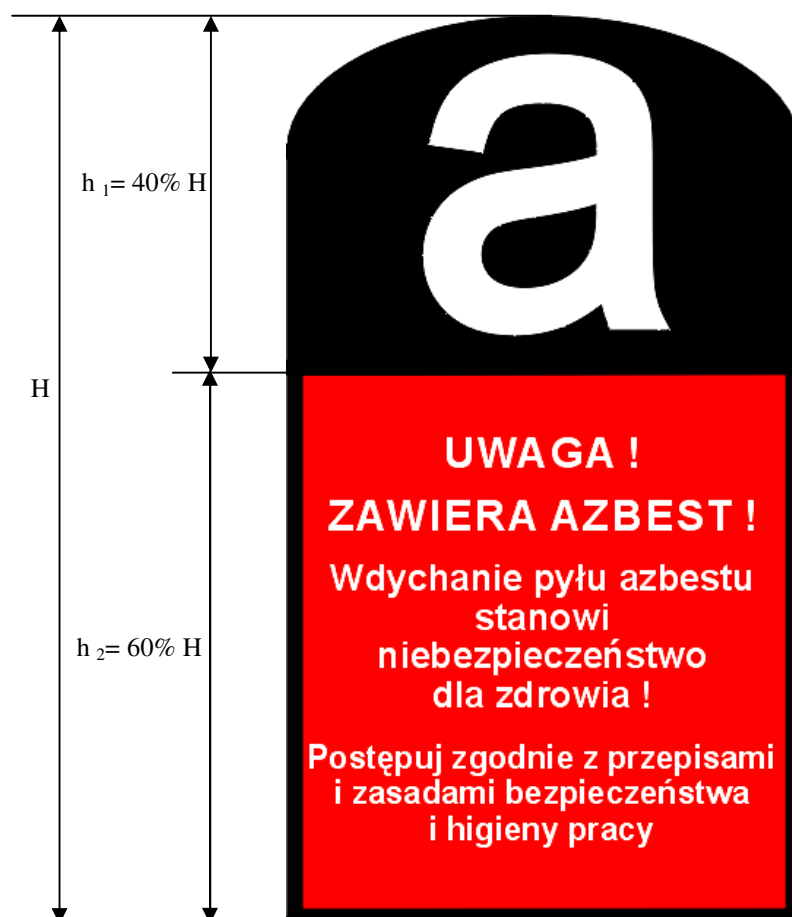 a
h 1= 40% H
H
UWAGA !
ZAWIERA AZBEST !
Wdychanie pyłu azbestu
stanowi
niebezpieczeństwo
dla zdrowia !
h 2= 60% H
Postępuj zgodnie z przepisami
i zasadami bezpieczeństwa
i higieny pracy